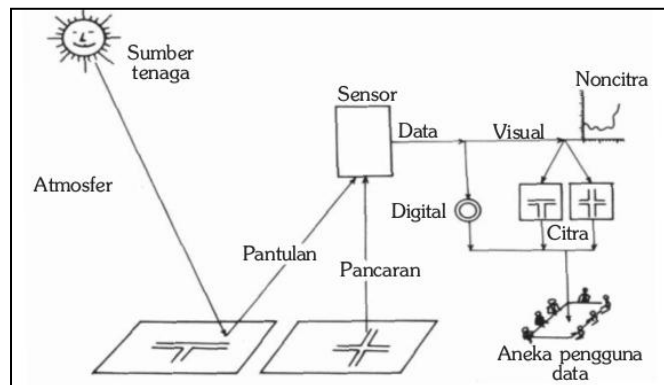 Sumber
tenaga
Atmosfer
Sensor
Pantulan
Pancaran
Data
Visual
Noncitra
Digital
Citra
Aneka pengguna
data